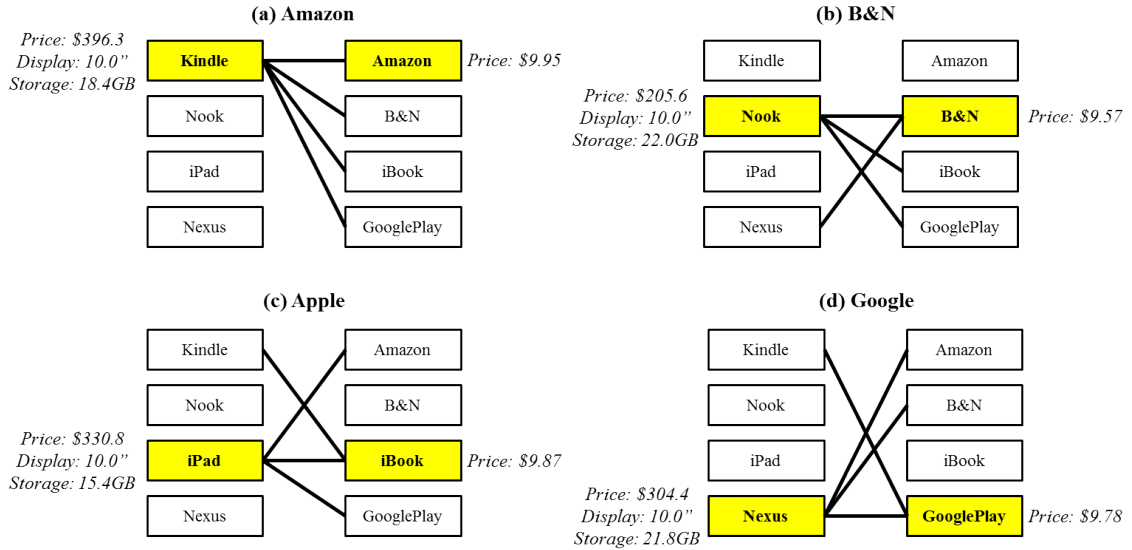 (a) Amazon
Price: $396.3
Display: 10.0”
Storage: 18.4GB
Kindle
Amazon
Price: $9.95
Nook
B&N
iPad
iBook
Nexus
GooglePlay
(b) B&N
Kindle
Amazon
Price: $205.6
Display: 10.0”
Storage: 22.0GB
Nook
B&N
Price: $9.57
iPad
iBook
Nexus
GooglePlay
(c) Apple
Kindle
Amazon
Nook
B&N
Price: $330.8
Display: 10.0”
Storage: 15.4GB
iPad
iBook
Price: $9.87
Nexus
GooglePlay
(d) Google
Kindle
Amazon
Nook
B&N
iPad
iBook
Price: $304.4
Display: 10.0”
Storage: 21.8GB
Nexus
GooglePlay
Price: $9.78